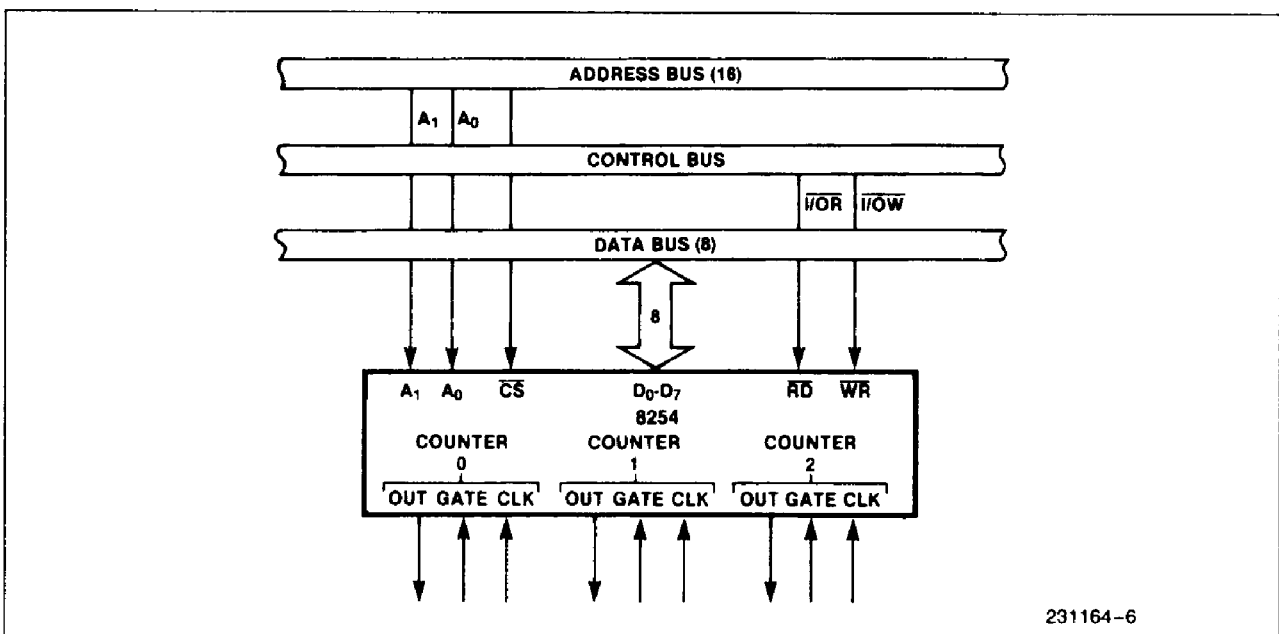 ADDRESS BUS (16)
A1 A0
CONTROL BUS
I/OR I/OW
DATA BUS (8)
8
A1 A0 CS D0-D7 RD WR
8254
COUNTER COUNTER COUNTER
0 1 2
OUT GATE CLK OUT GATE CLK OUT GATE CLK
231164-6